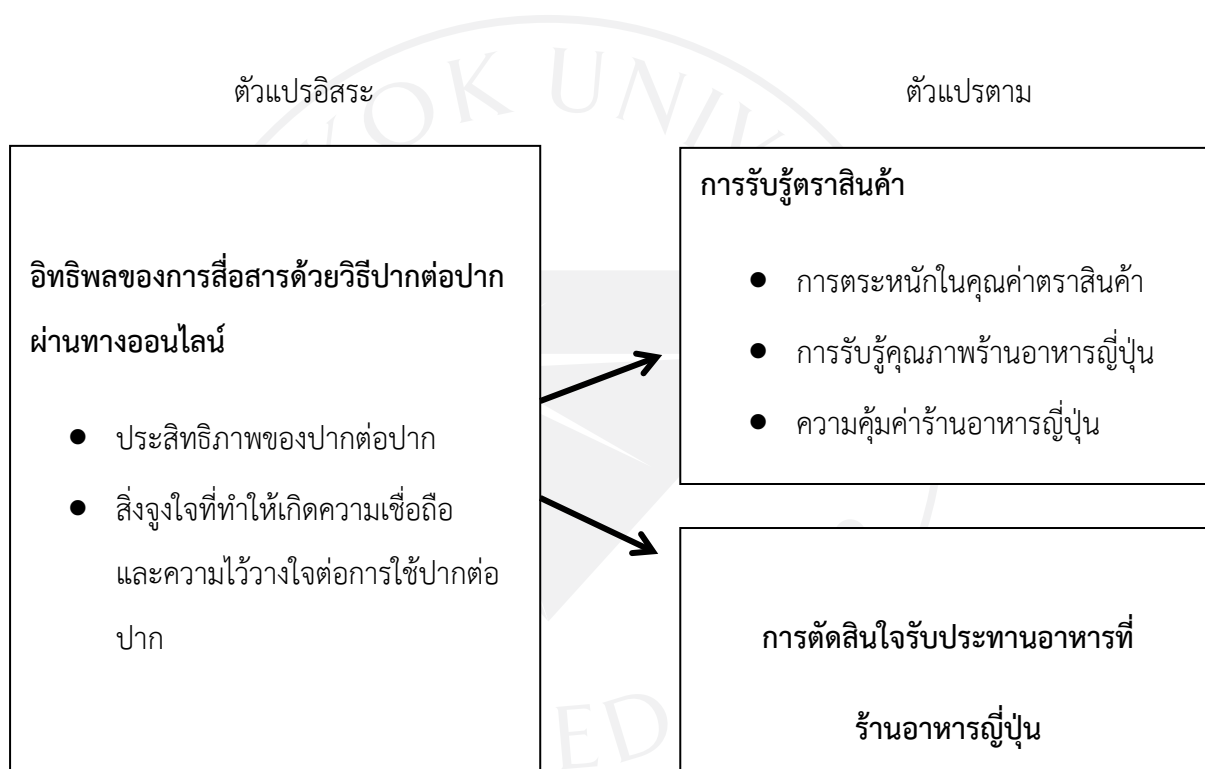 ตัวแปรอิสระ
ตัวแปรตาม
อิทธิพลของการสื่อสารด้วยวิธีปากต่อปาก
ผ่านทางออนไลน์
● ประสิทธิภาพของปากต่อปาก
● สิ่งจูงใจที่ทำให้เกิดความเชื่อถือ
และความไว้วางใจต่อการใช้ปากต่อ
ปาก
การรับรู้ตราสินค้า
● การตระหนักในคุณค่าตราสินค้า
● การรับรู้คุณภาพร้านอาหารญี่ปุ่น
● ความคุ้มค่าร้านอาหารญี่ปุ่น
การตัดสินใจรับประทานอาหารที่
ร้านอาหารญี่ปุ่น
YOK UNIV
ED